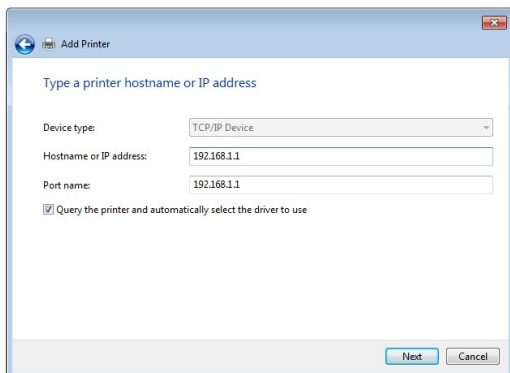 Add Printer
Type a printer hostname or IP address
Device type: TCP/IP Device
Hostname or IP address: 192.168.1.1
Port name: 192.168.1.1
Query the printer and automatically select the driver to use
Next Cancel